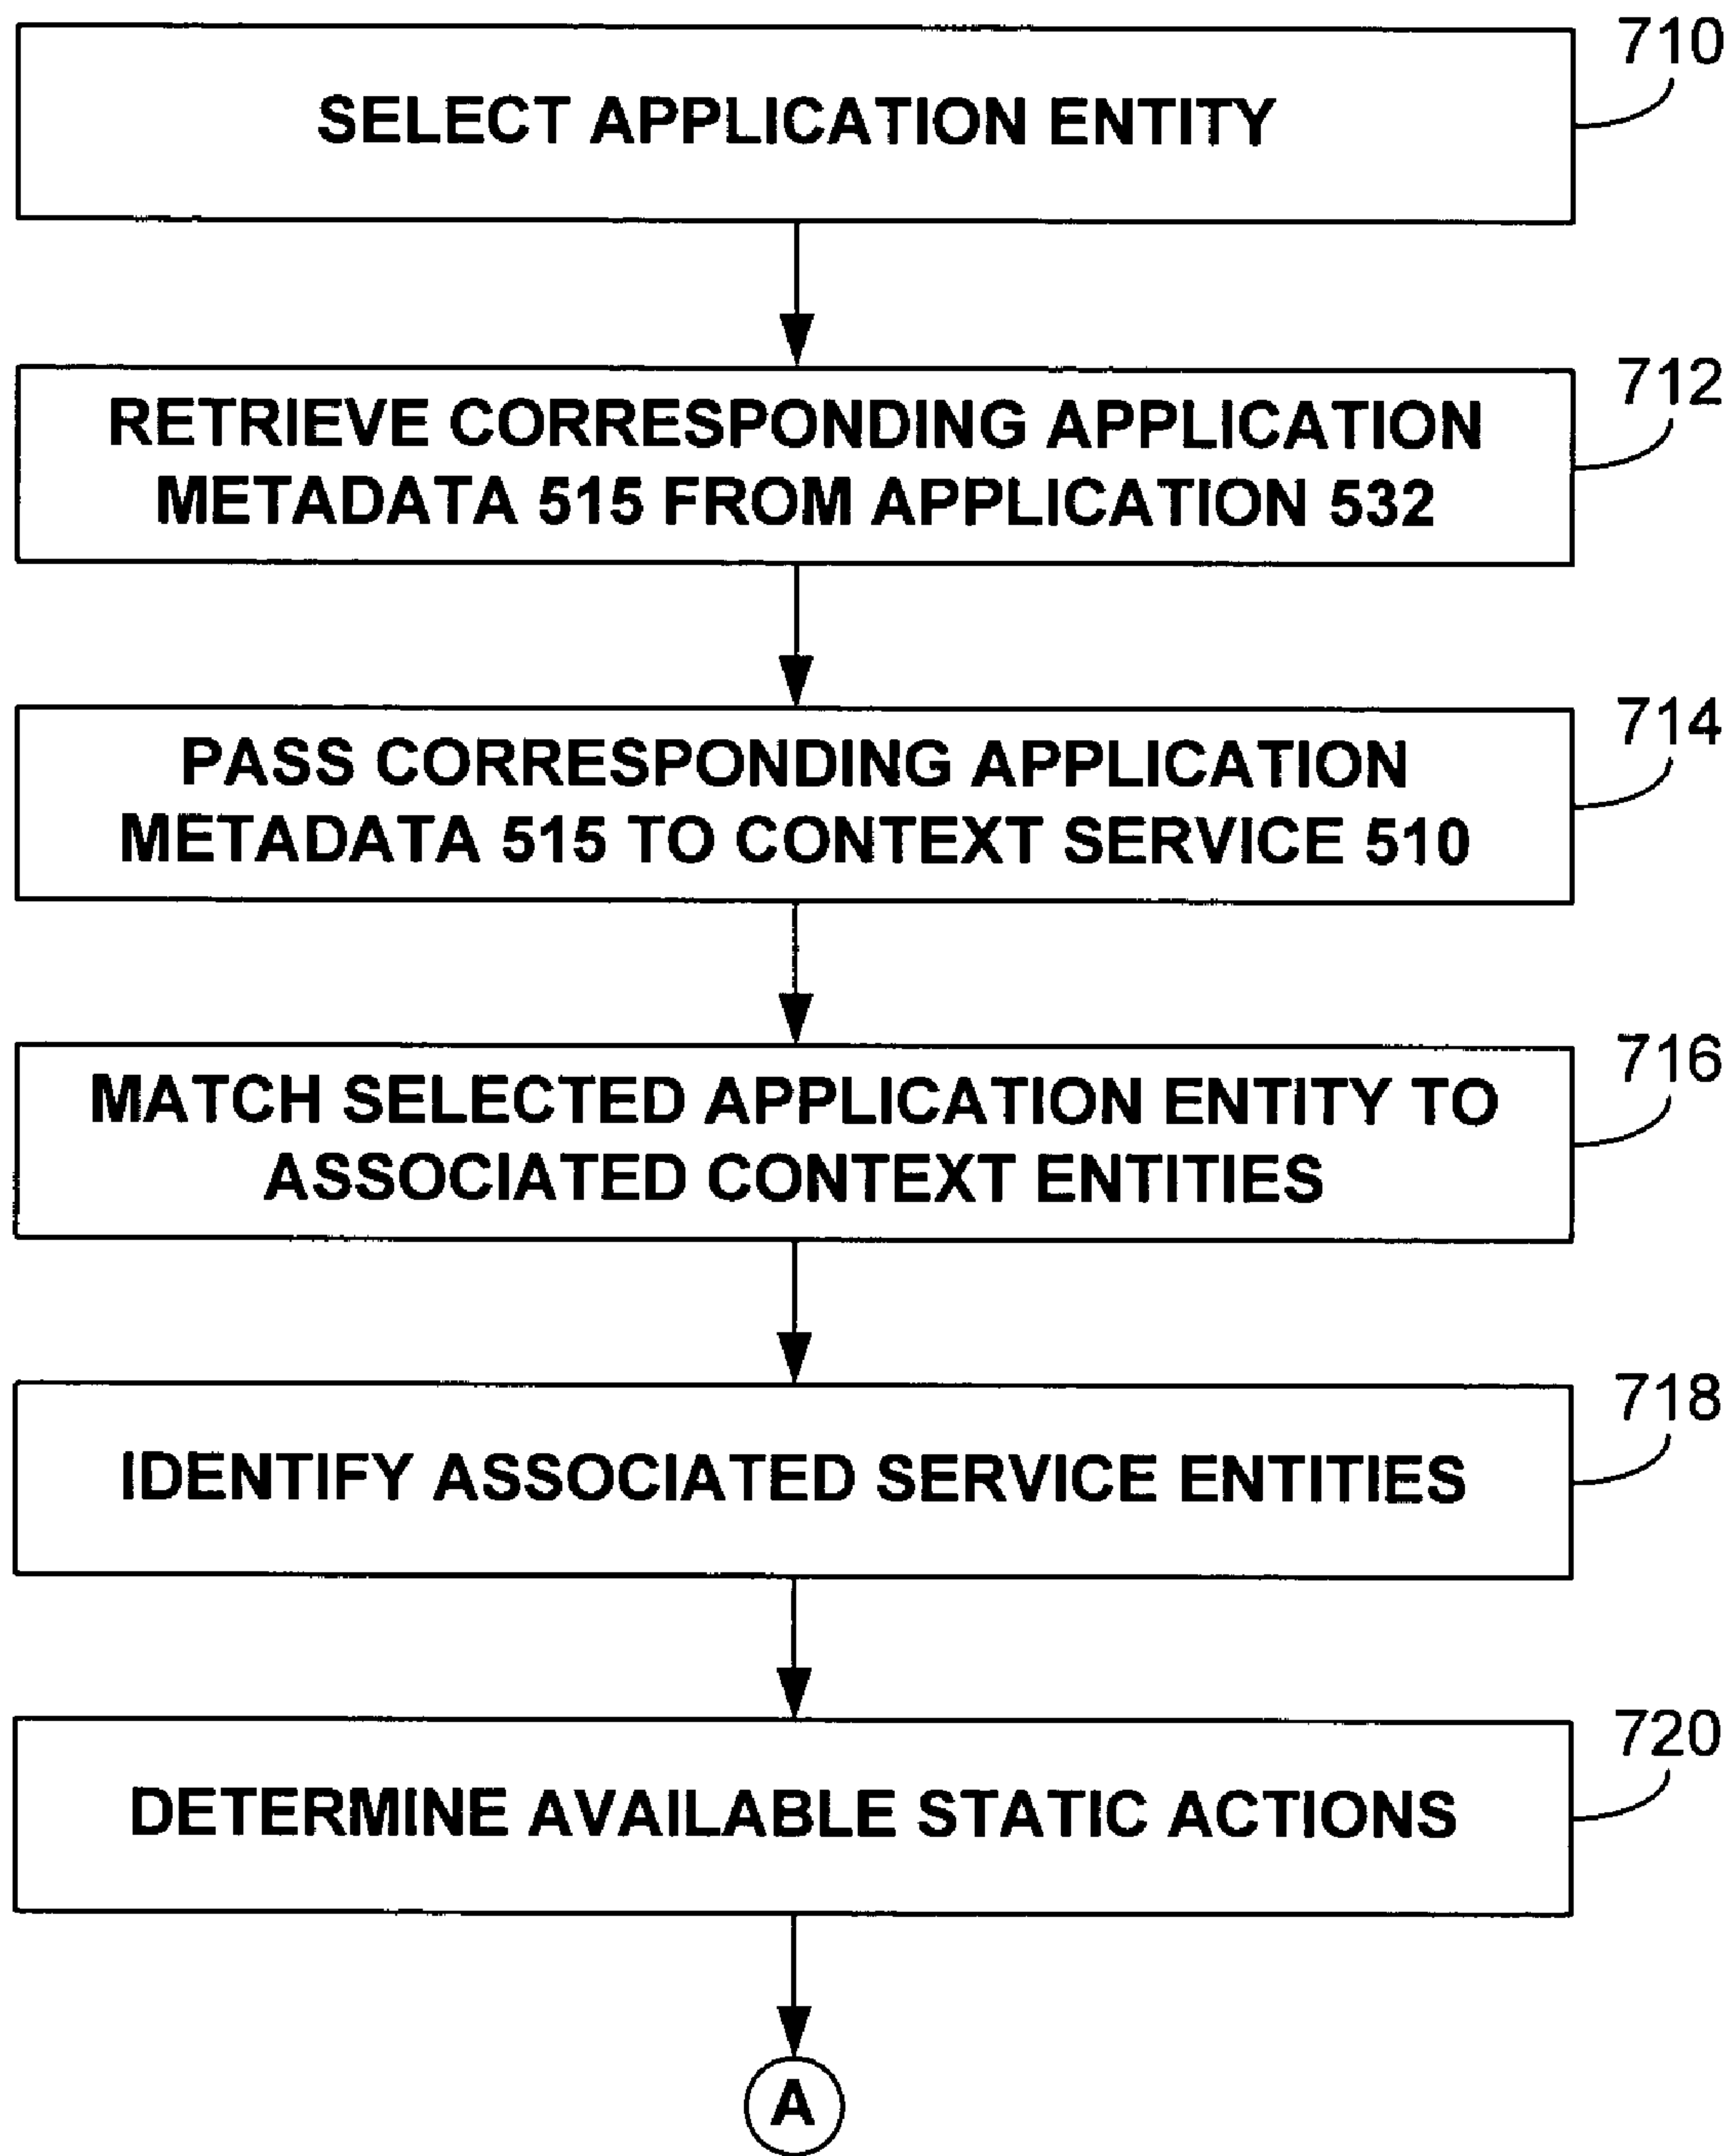 710
SELECT APPLICATION ENTITY
712
RETRIEVE CORRESPONDING APPLICATION
METADATA 515 FROM APPLICATION 532
714
PASS CORRESPONDING APPLICATION
METADATA 515 TO CONTEXT SERVICE 510
716
MATCH SELECTED APPLICATION ENTITY TO
ASSOCIATED CONTEXT ENTITIES
718
IDENTIFY ASSOCIATED SERVICE ENTITIES
720
DETERMINE AVAILABLE STATIC ACTIONS
A